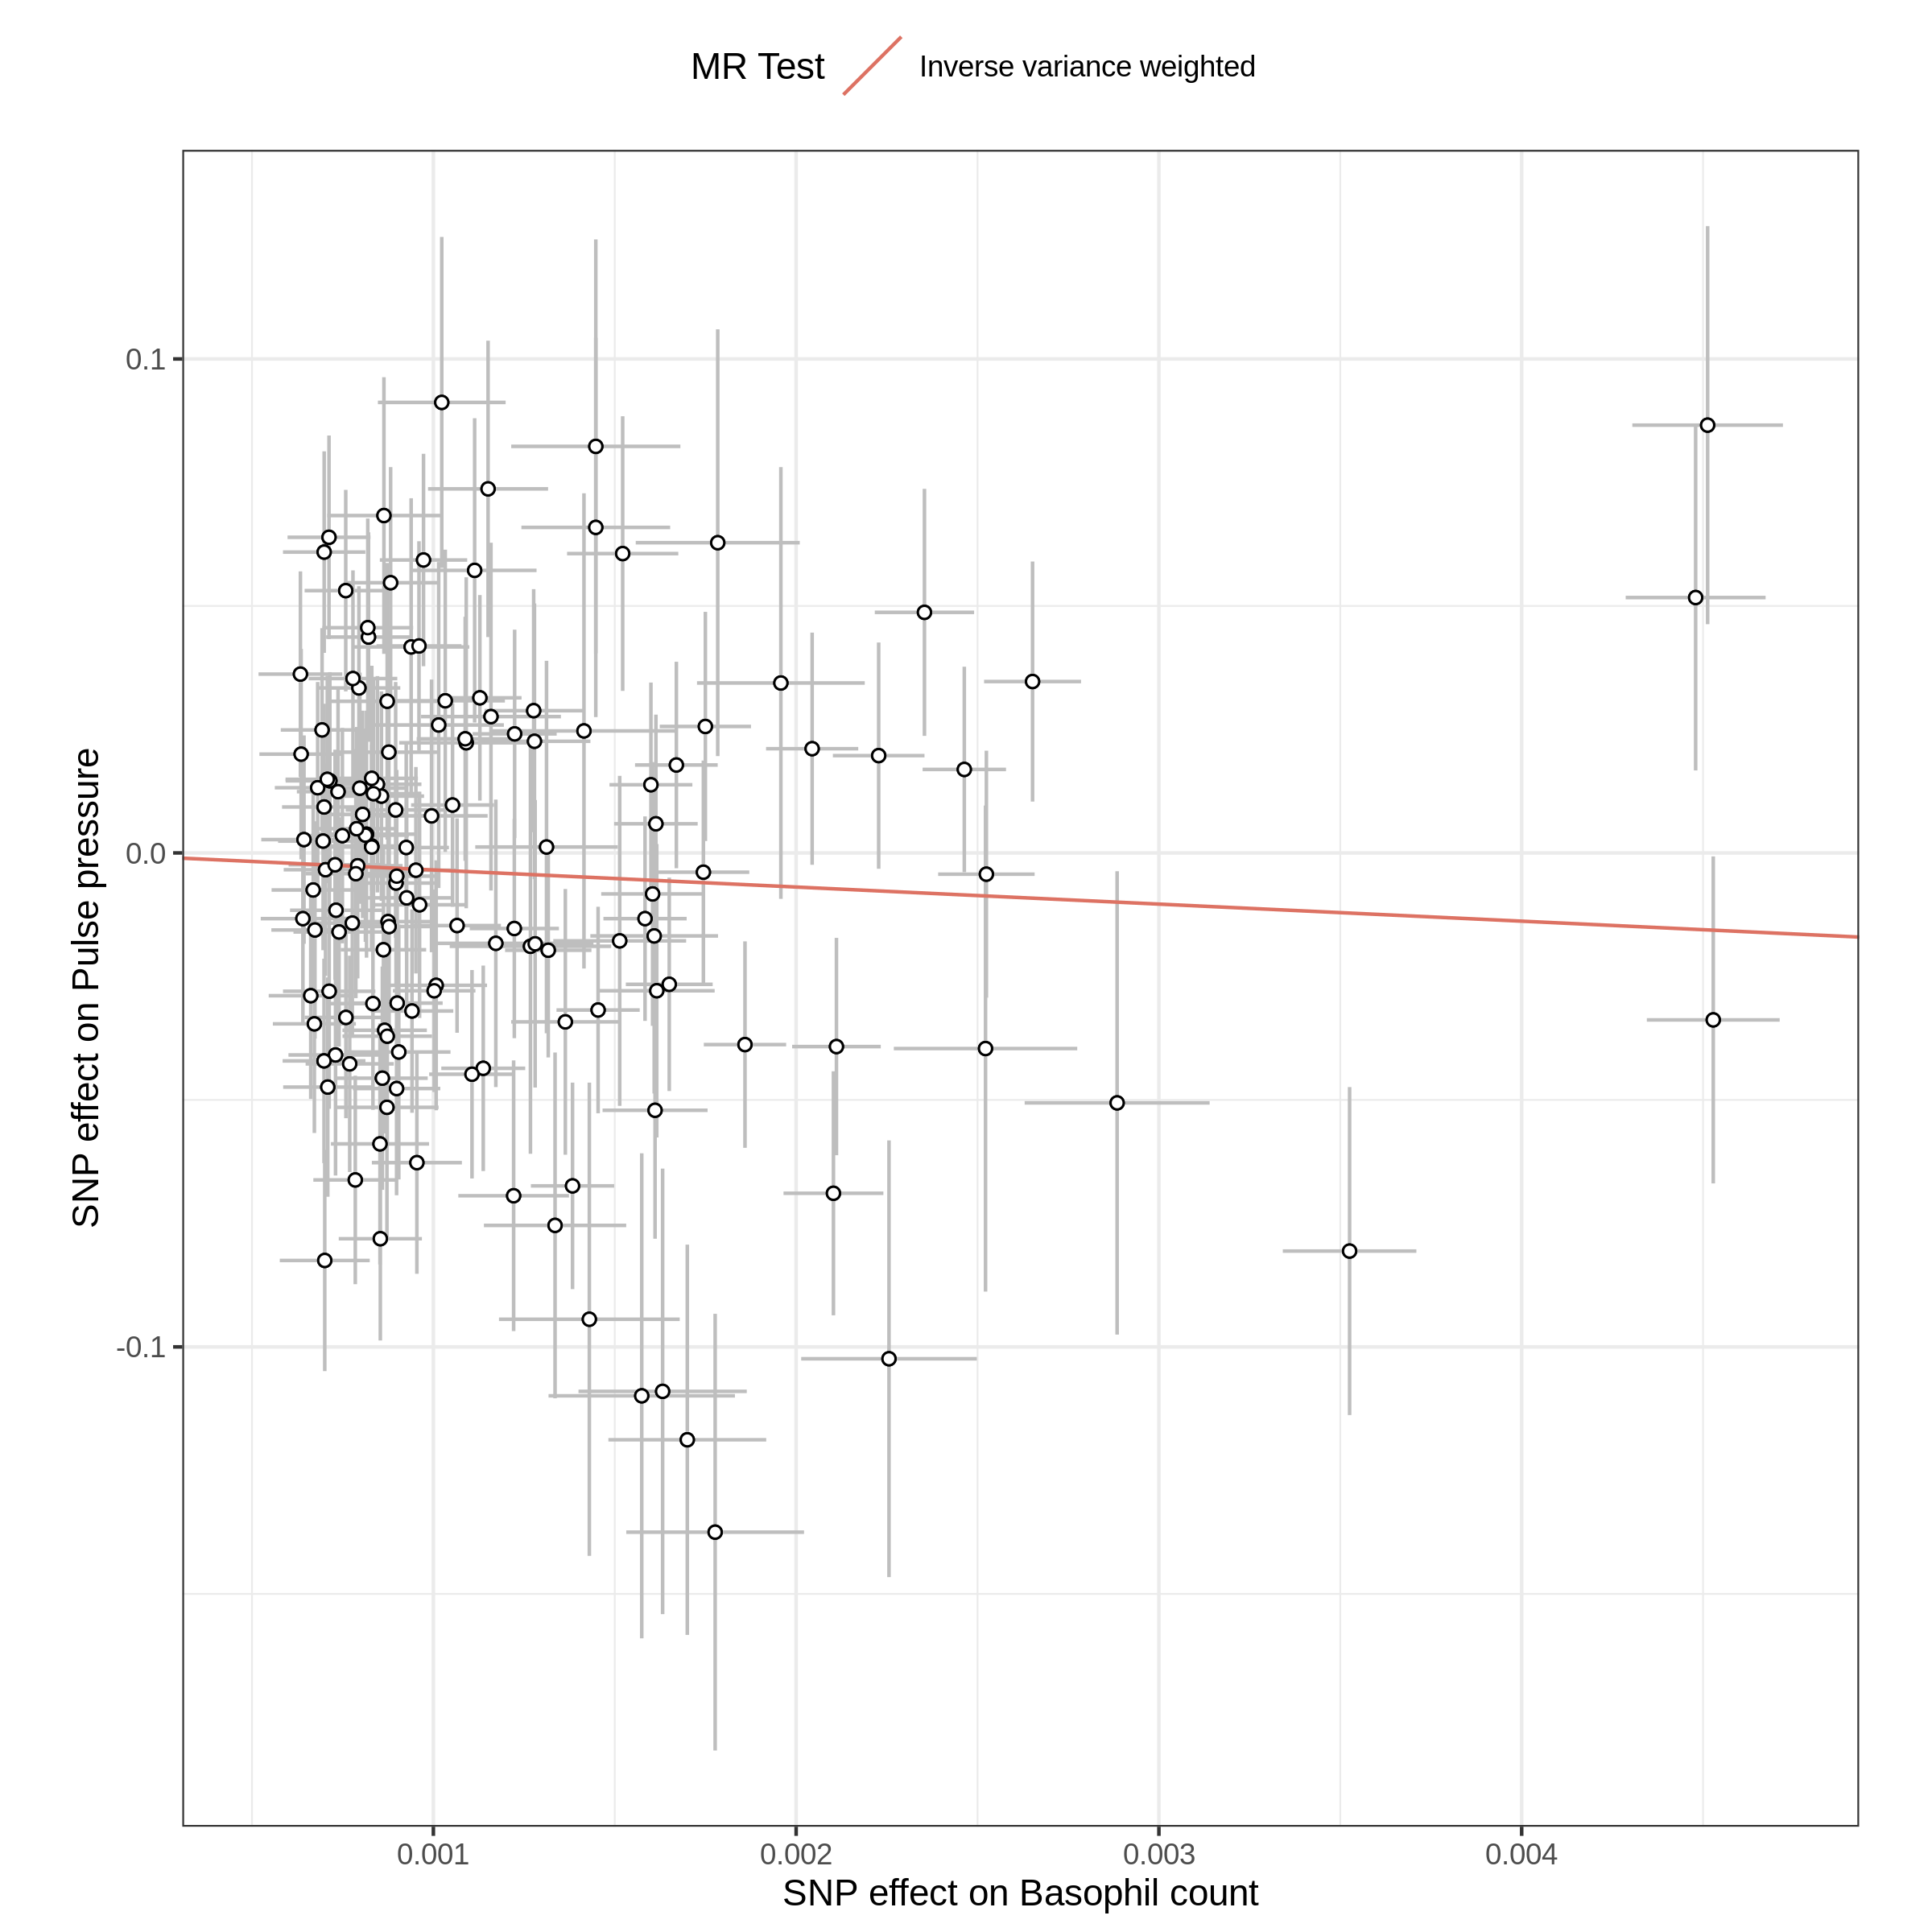 MR Test Inverse variance weighted
0.1
0.0
-0.1
SNP effect on Pulse pressure
0.001 0.002 0.003 0.004
SNP effect on Basophil count